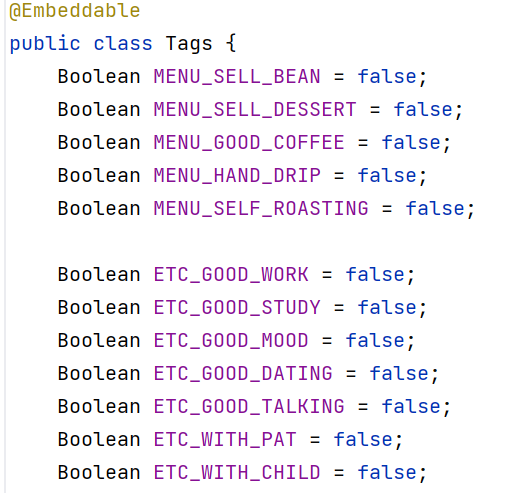 @Embeddable
public class Tags {
    Boolean MENU_SELL_BEAN = false;
    Boolean MENU_SELL_DESSERT = false;
    Boolean MENU_GOOD_COFFEE = false;
    Boolean MENU_HAND_DRIP = false;
    Boolean MENU_SELF_ROASTING = false;

    Boolean ETC_GOOD_WORK = false;
    Boolean ETC_GOOD_STUDY = false;
    Boolean ETC_GOOD_MOOD = false;
    Boolean ETC_GOOD_DATING = false;
    Boolean ETC_GOOD_TALKING = false;
    Boolean ETC_WITH_PAT = false;
    Boolean ETC_WITH_CHILD = false;